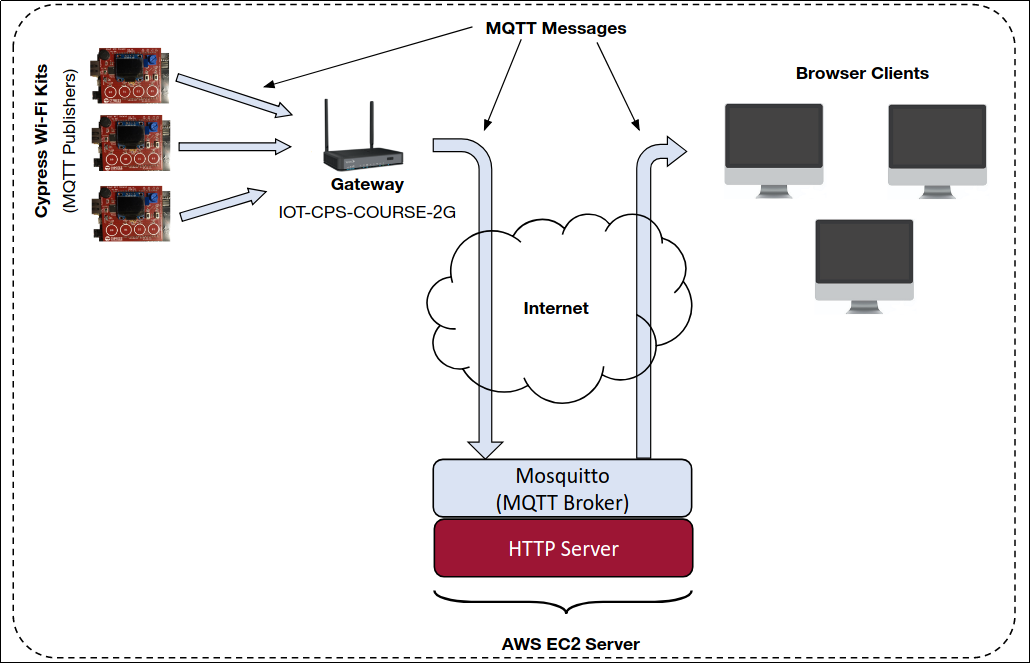 MQTT Messages
Browser Clients
Cypress Wi-Fi Kits
(MQTT Publishers)
Gateway
IOT-CPS-COURSE-2G
Internet
Mosquitto
(MQTT Broker)
HTTP Server
AWS EC2 Server